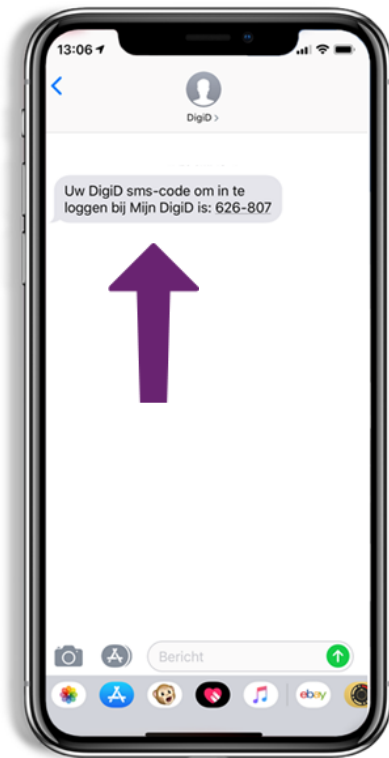 13:06
DigiD >
Uw DigiD sms-code om in te
loggen bij Mijn DigiD is: 626-807
Bericht
ebay